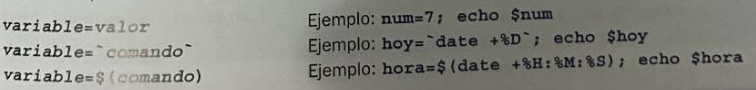 variable=valor Ejemplo: num=7; echo $num
variable=`comando` Ejemplo: hoy=`date +%D`; echo $hoy
variable=$(comando) Ejemplo: hora=$(date +%H:%M:%S); echo $hora